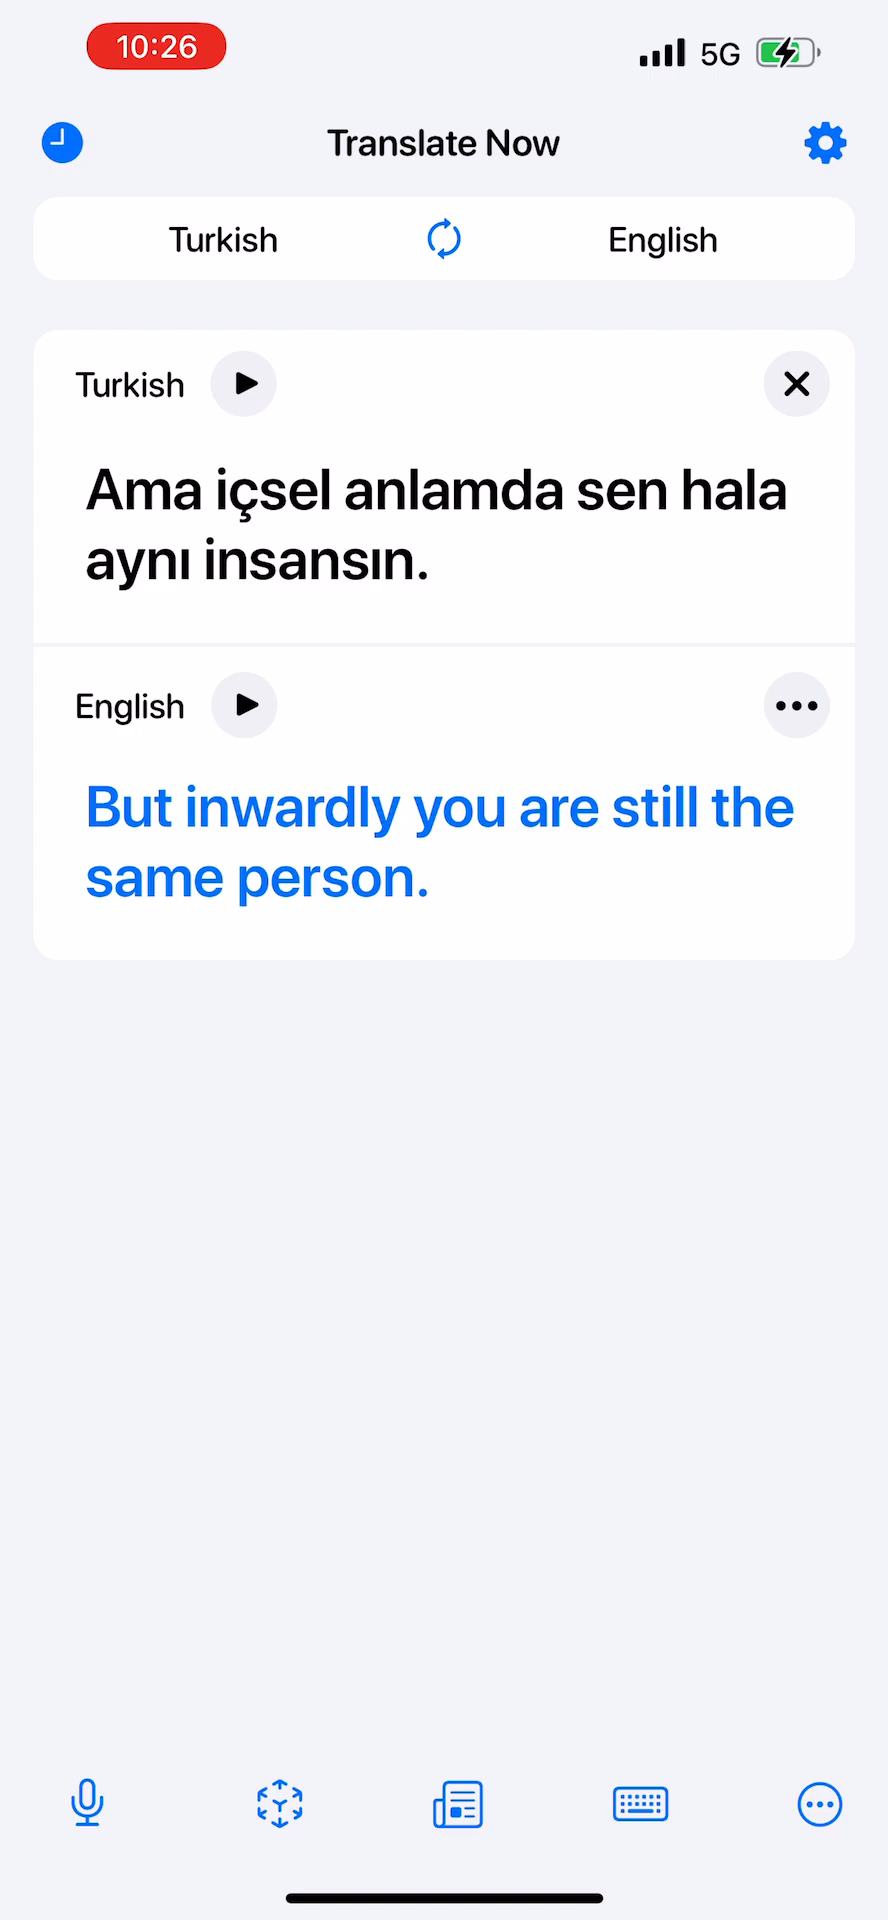 10:26
5G
Translate Now
Turkish
English
Turkish
Ama içsel anlamda sen hala
aynı insansın.
English
But inwardly you are still the
same person.